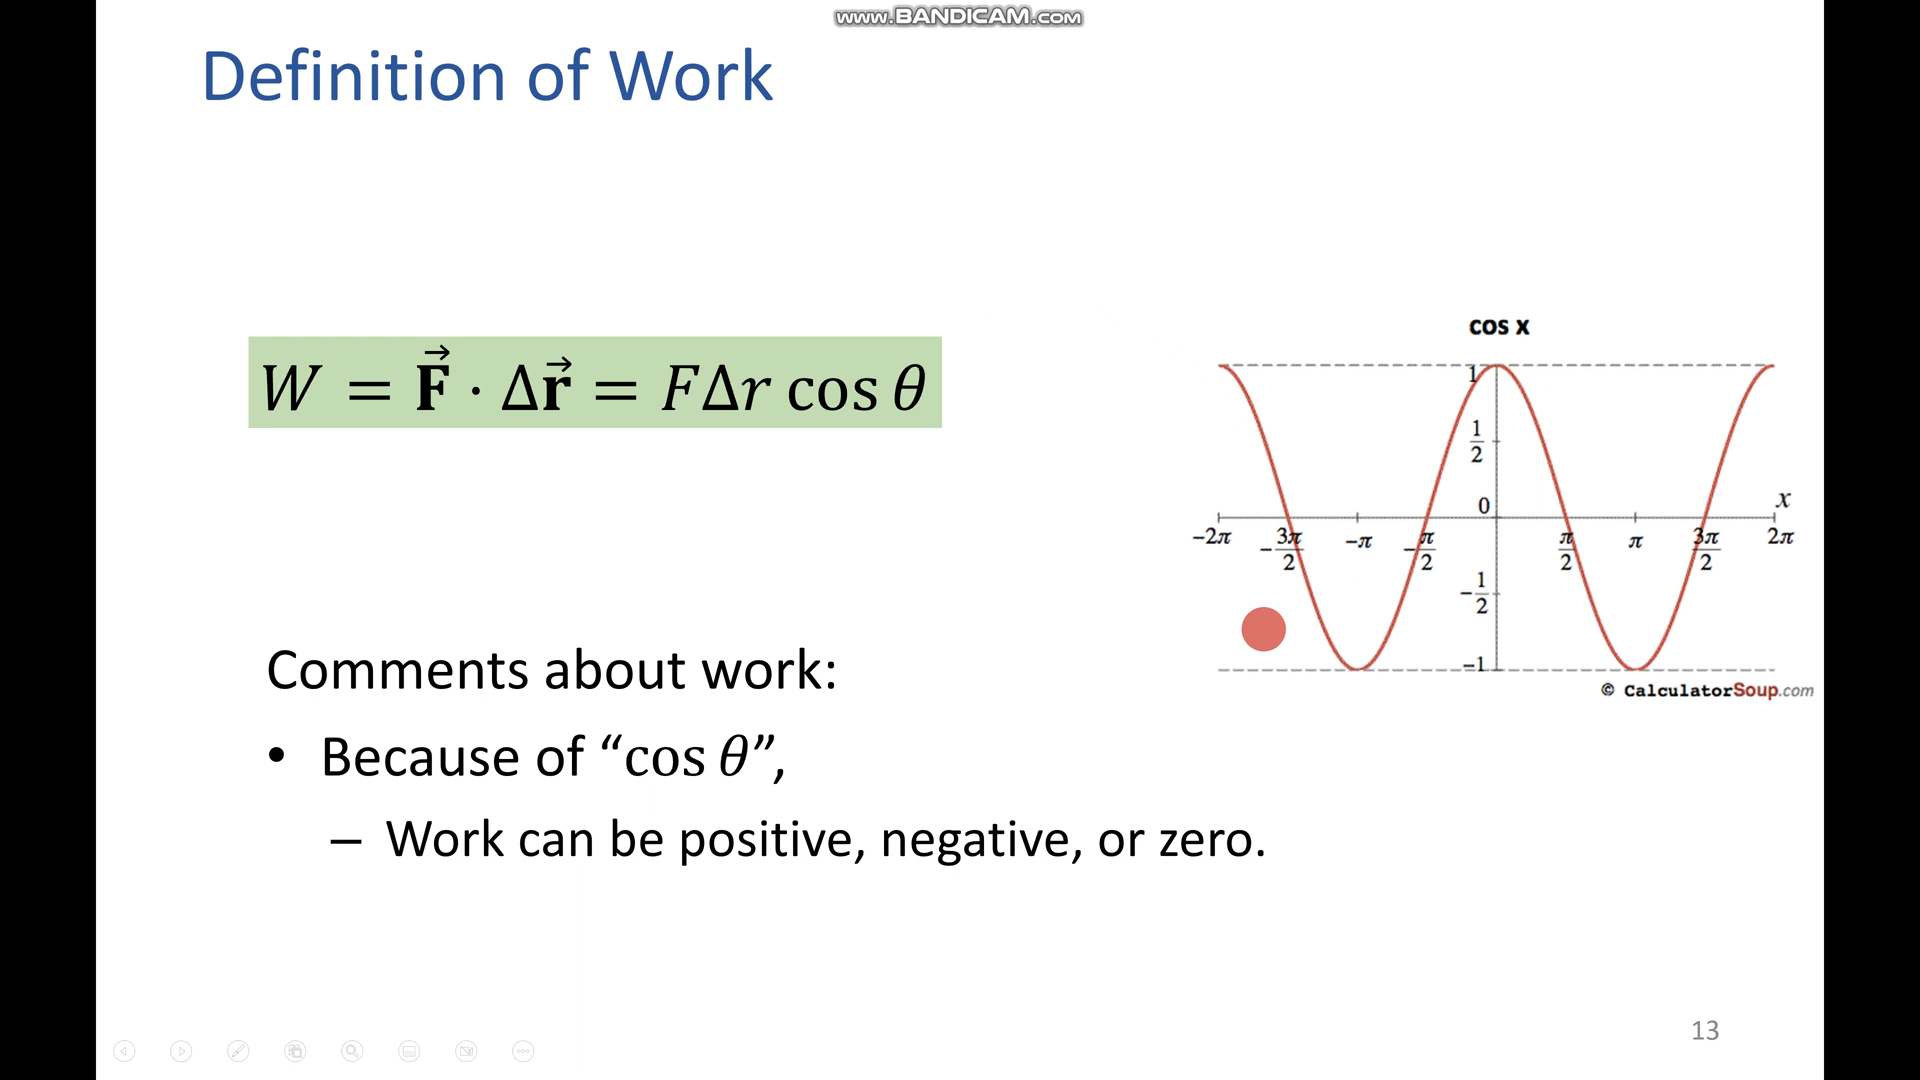 www.BANDICAM.com
Definition of Work
W = F⃗ · Δr⃗ = FΔr cos θ
cos x
1
1/2
0
x
-2π -3π/2 -π -π/2 π/2 π 3π/2 2π
-1/2
-1
© CalculatorSoup.com
Comments about work:
• Because of “cos θ”,
– Work can be positive, negative, or zero.
13